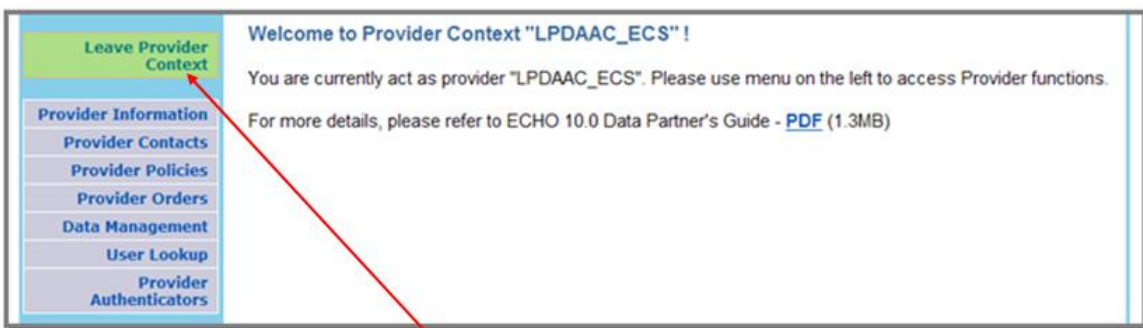 Leave Provider
Context
Provider Information
Provider Contacts
Provider Policies
Provider Orders
Data Management
User Lookup
Provider
Authenticators
Welcome to Provider Context "LPDAAC_ECS" !
You are currently act as provider "LPDAAC_ECS". Please use menu on the left to access Provider functions.
For more details, please refer to ECHO 10.0 Data Partner's Guide - PDF (1.3MB)